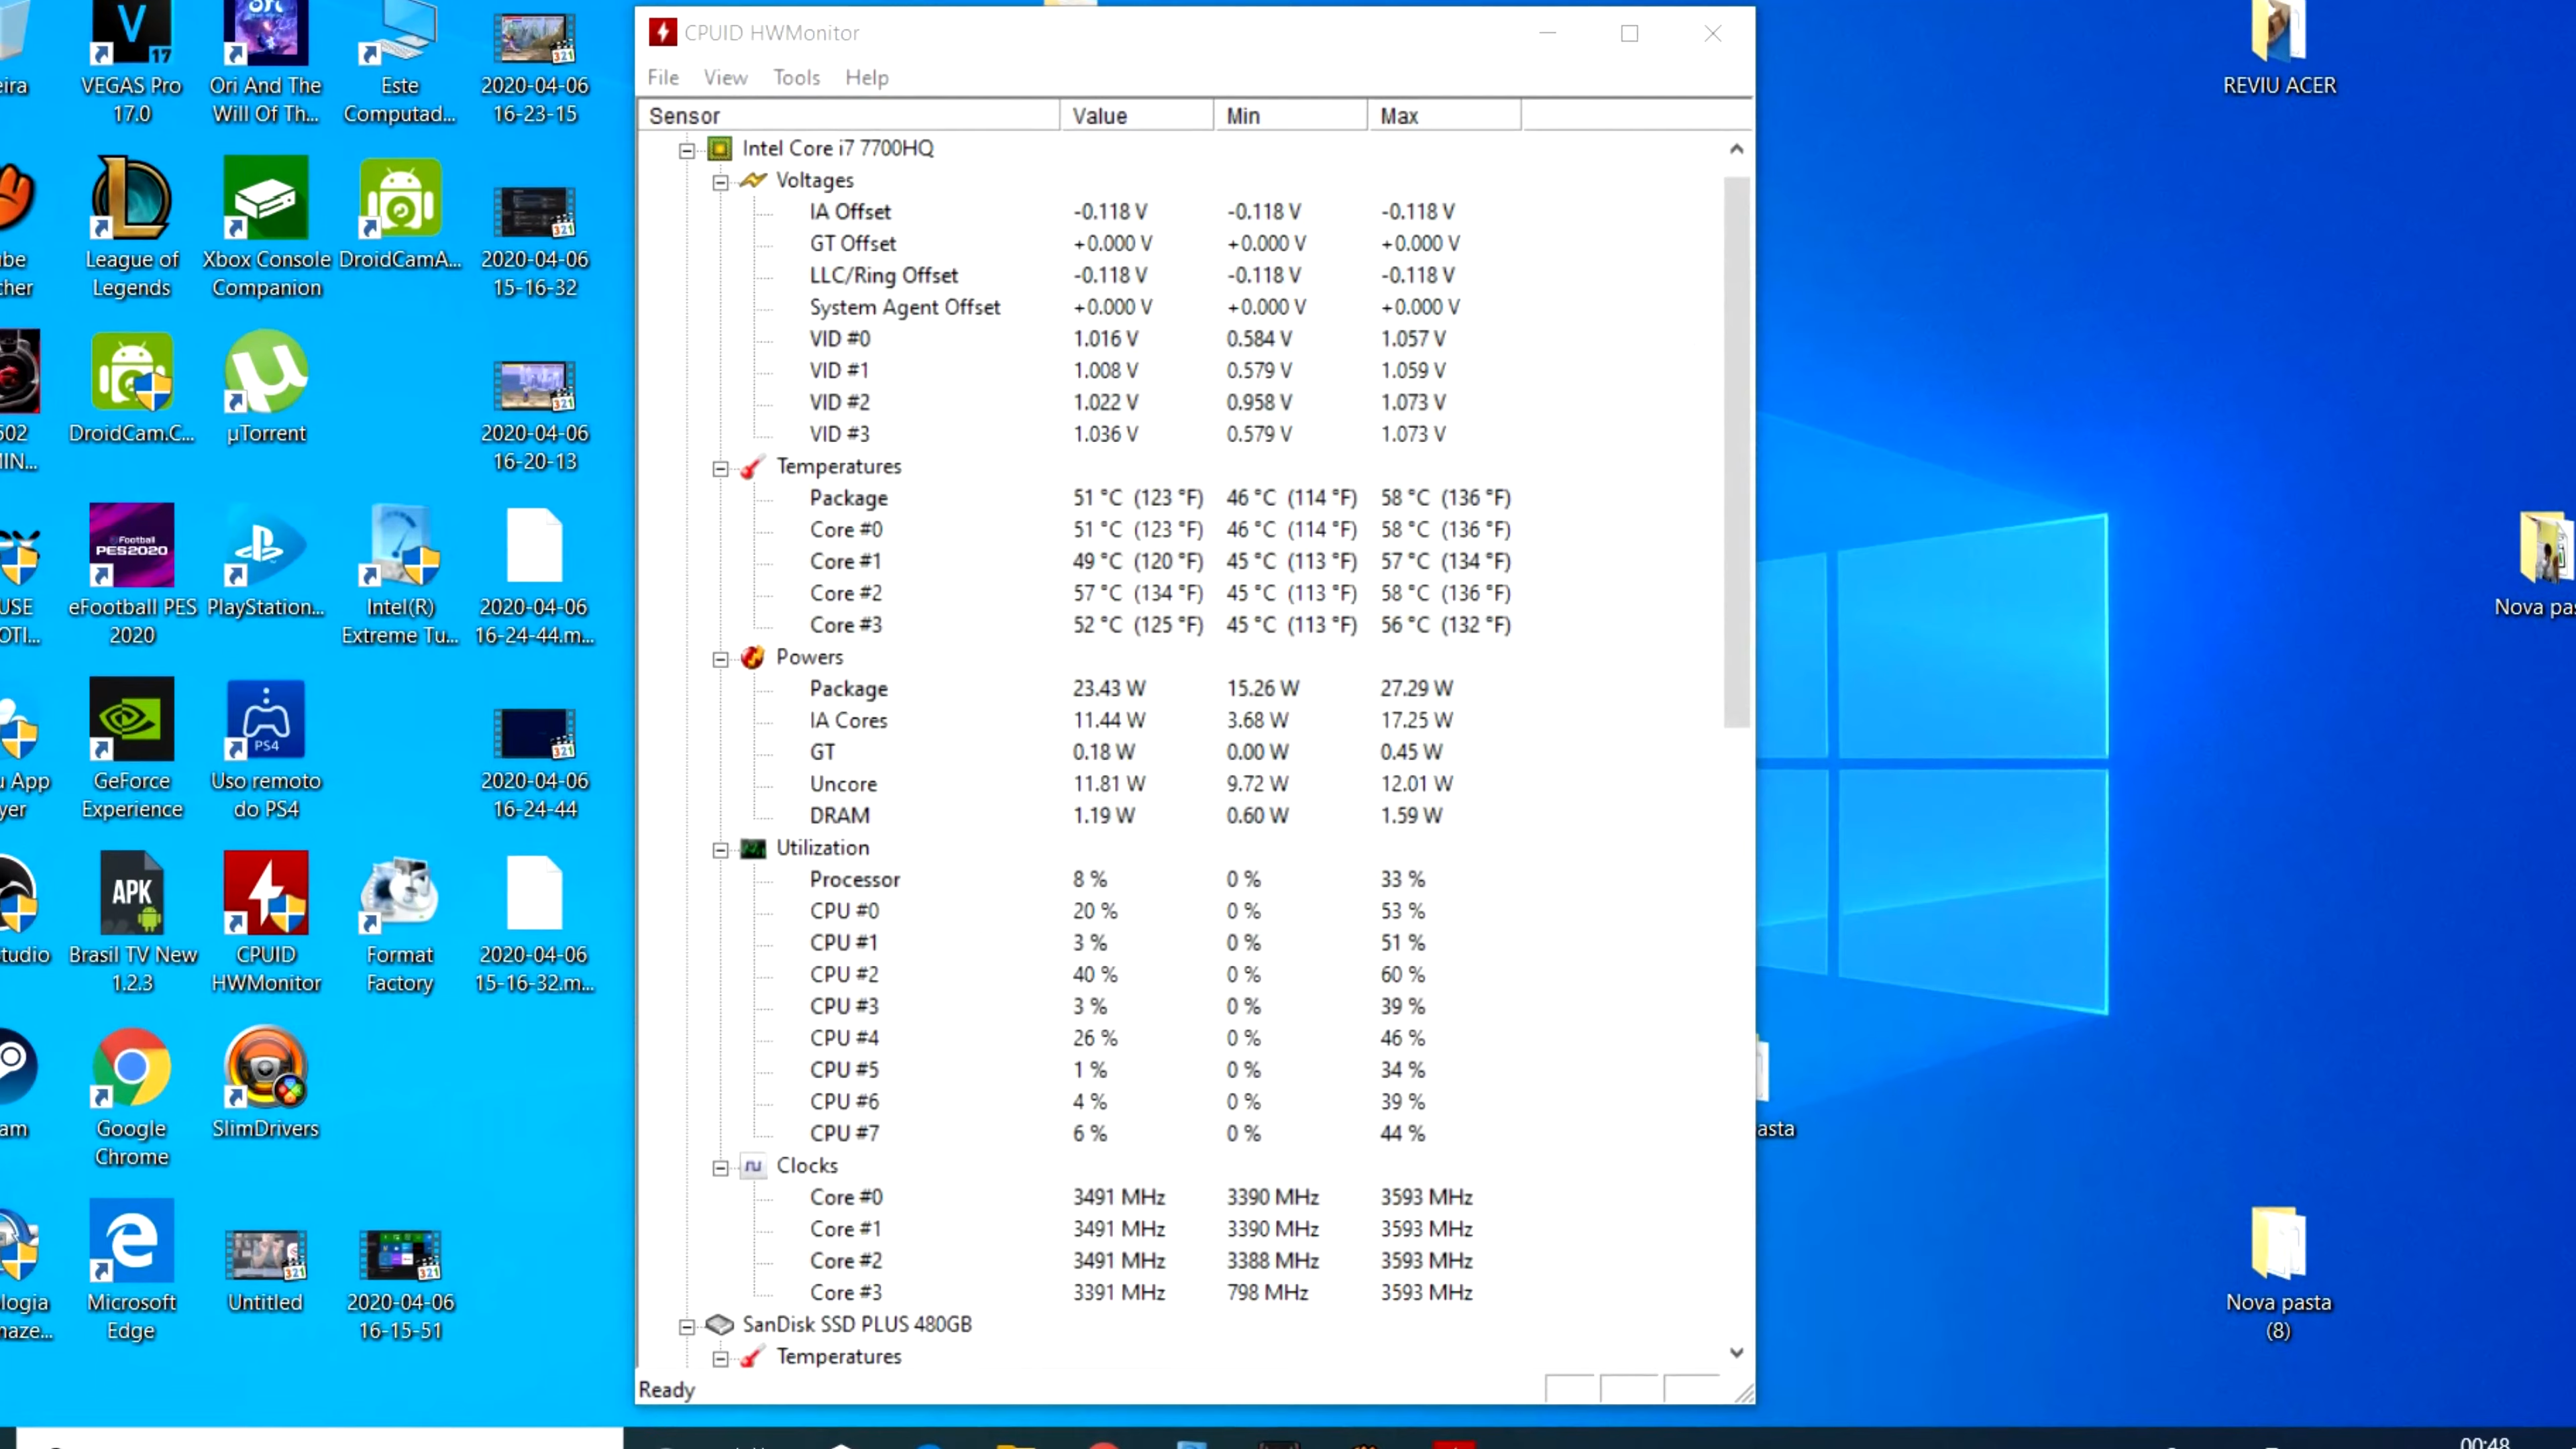 eira
VEGAS Pro
17.0
Ori And The
Will Of Th...
Este
Computad...
2020-04-06
16-23-15
be
cher
League of
Legends
Xbox Console
Companion
DroidCamA...
2020-04-06
15-16-32
502
IN...
DroidCam.C...
µTorrent
2020-04-06
16-20-13
USE
OTI...
eFootball PES
2020
PlayStation...
Intel(R)
Extreme Tu...
2020-04-06
16-24-44.m...
u App
yer
GeForce
Experience
Uso remoto
do PS4
2020-04-06
16-24-44
tudio
Brasil TV New
1.2.3
CPUID
HWMonitor
Format
Factory
2020-04-06
15-16-32.m...
am
Google
Chrome
SlimDrivers
logia
naze...
Microsoft
Edge
Untitled
2020-04-06
16-15-51
CPUID HWMonitor
File View Tools Help
Sensor Value Min Max
Intel Core i7 7700HQ
Voltages
IA Offset -0.118 V -0.118 V -0.118 V
GT Offset +0.000 V +0.000 V +0.000 V
LLC/Ring Offset -0.118 V -0.118 V -0.118 V
System Agent Offset +0.000 V +0.000 V +0.000 V
VID #0 1.016 V 0.584 V 1.057 V
VID #1 1.008 V 0.579 V 1.059 V
VID #2 1.022 V 0.958 V 1.073 V
VID #3 1.036 V 0.579 V 1.073 V
Temperatures
Package 51 °C (123 °F) 46 °C (114 °F) 58 °C (136 °F)
Core #0 51 °C (123 °F) 46 °C (114 °F) 58 °C (136 °F)
Core #1 49 °C (120 °F) 45 °C (113 °F) 57 °C (134 °F)
Core #2 57 °C (134 °F) 45 °C (113 °F) 58 °C (136 °F)
Core #3 52 °C (125 °F) 45 °C (113 °F) 56 °C (132 °F)
Powers
Package 23.43 W 15.26 W 27.29 W
IA Cores 11.44 W 3.68 W 17.25 W
GT 0.18 W 0.00 W 0.45 W
Uncore 11.81 W 9.72 W 12.01 W
DRAM 1.19 W 0.60 W 1.59 W
Utilization
Processor 8 % 0 % 33 %
CPU #0 20 % 0 % 53 %
CPU #1 3 % 0 % 51 %
CPU #2 40 % 0 % 60 %
CPU #3 3 % 0 % 39 %
CPU #4 26 % 0 % 46 %
CPU #5 1 % 0 % 34 %
CPU #6 4 % 0 % 39 %
CPU #7 6 % 0 % 44 %
Clocks
Core #0 3491 MHz 3390 MHz 3593 MHz
Core #1 3491 MHz 3390 MHz 3593 MHz
Core #2 3491 MHz 3388 MHz 3593 MHz
Core #3 3391 MHz 798 MHz 3593 MHz
SanDisk SSD PLUS 480GB
Temperatures
Ready
REVIU ACER
Nova pas
asta
Nova pasta
(8)
00:48